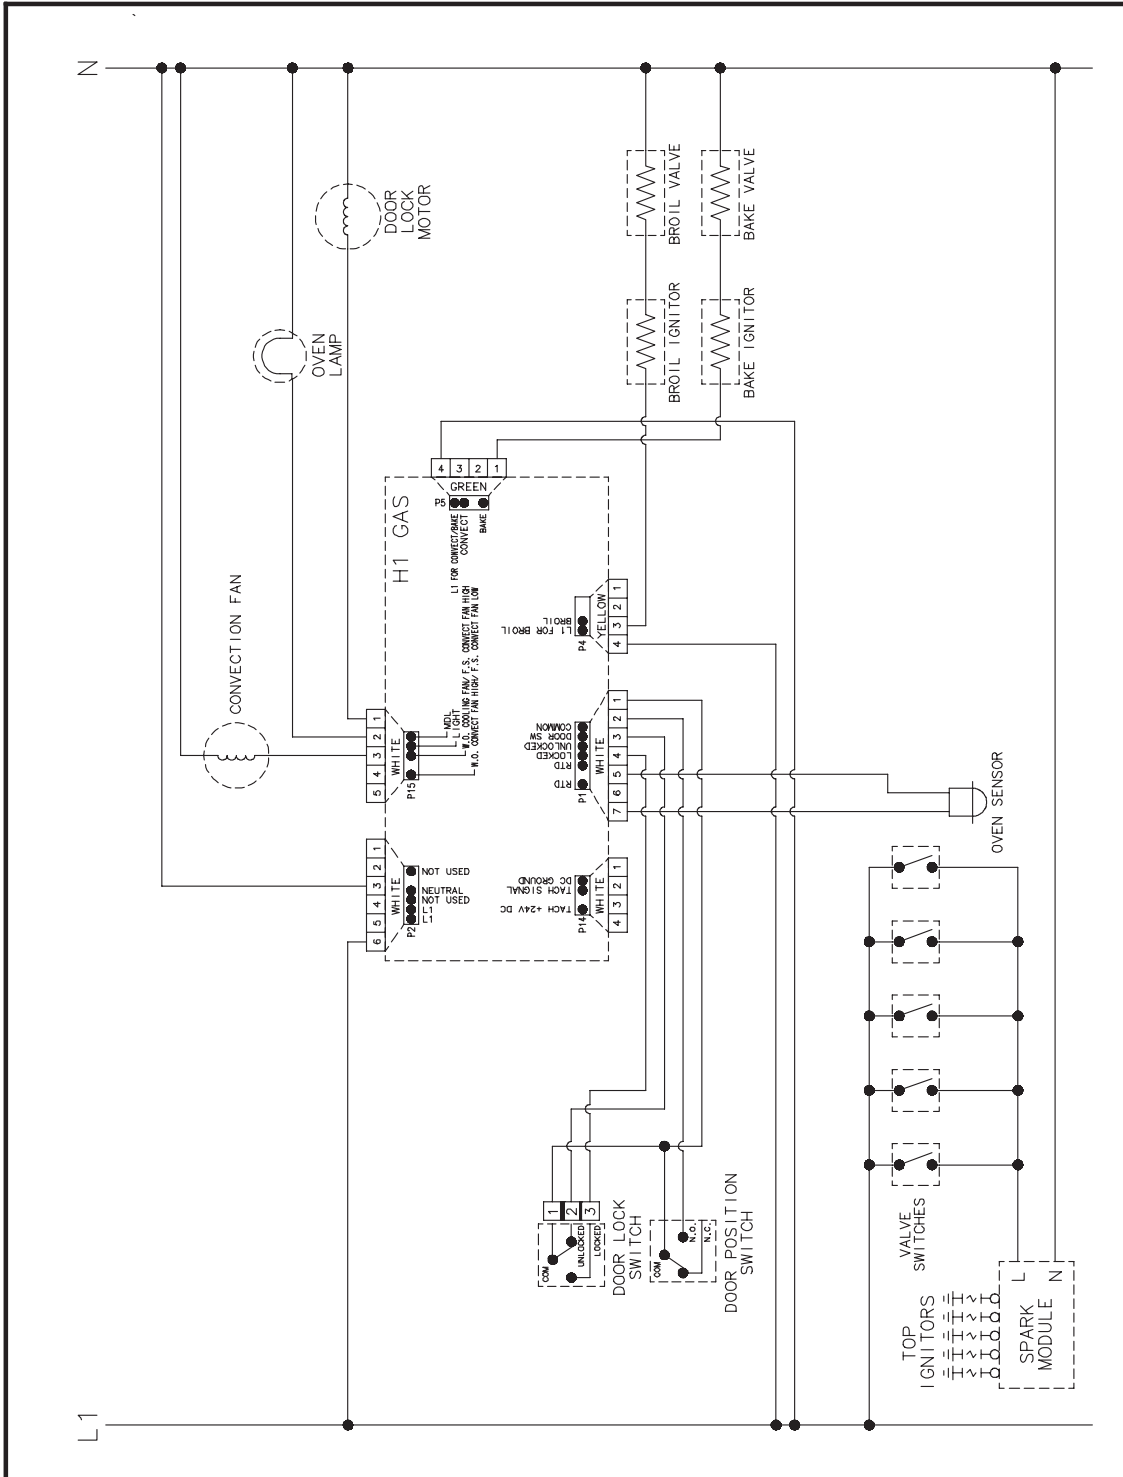 N
DOOR
LOCK
MOTOR
OVEN
LAMP
BROIL VALVE
BAKE VALVE
BROIL IGNITOR
BAKE IGNITOR
CONVECTION FAN
H1 GAS
4 3 2 1
GREEN
P5
L1 FOR CONVECT/BAKE
CONVECT
BAKE
1
2
3
4
5
WHITE
P15
MDL
LIGHT
W.O. COOLING FAN/ F.S. CONVECT FAN HIGH
W.O. CONVECT FAN HIGH/ F.S. CONVECT FAN LOW
1
2
3
4
YELLOW
P4
BROIL
L1 FOR BROIL
1
2
3
4
5
6
7
WHITE
P1
COMMON
DOOR SW
UNLOCKED
LOCKED
RTD
RTD
1
2
3
4
5
6
WHITE
P2
NOT USED
NEUTRAL
NOT USED
L1
L1
1
2
3
4
WHITE
P14
DC GROUND
TACH SIGNAL
TACH +24V DC
OVEN SENSOR
1 2 3
COM
UNLOCKED
LOCKED
DOOR LOCK
SWITCH
COM
N.O.
N.C.
DOOR POSITION
SWITCH
VALVE
SWITCHES
TOP
IGNITORS
L
N
SPARK
MODULE
L1